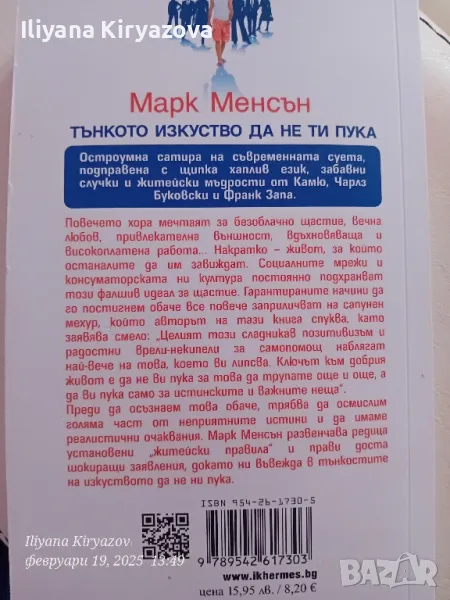 Iliyana Kiryazova
Марк Менсън
ТЪНКОТО ИЗКУСТВО ДА НЕ ТИ ПУКА
Остроумна сатира на съвременната суета,
подправена с щипка хаплив език, забавни
случки и житейски мъдрости от Камю, Чарлз
Буковски и Франк Запа.
Повечето хора мечтаят за безоблачно щастие, вечна
любов, привлекателна външност, вдъхновяваща и
високоплатена работа... Накратко – живот, за който
останалите да им завиждат. Социалните мрежи и
консуматорската ни култура постоянно подхранват
този фалшив идеал за щастие. Гарантираните начини да
го постигнем обаче все повече заприличват на сапунен
мехур, който авторът на тази книга спуква, като
заявява смело: „Целият този сладникав позитивизъм и
радостни врели-некипели за самопомощ наблягат
най-вече на това, което ви липсва. Ключът към добрия
живот е да не ви пука за това да трупате още и още, а
да ви пука само за истинските и важните неща“.
Преди да осъзнаем това обаче, трябва да осмислим
голяма част от неприятните истини и да имаме
реалистични очаквания. Марк Менсън развенчава редица
установени „житейски правила“ и прави доста
шокиращи заявления, докато ни въвежда в тънкостите
на изкуството да не ни пука.
ISBN 954-26-1730-5
9 789542 617303
www.ikhermes.bg
цена 15,95 лв. / 8,20 €
Iliyana Kiryazov
февруари 19, 2025 13:49
BAZAR